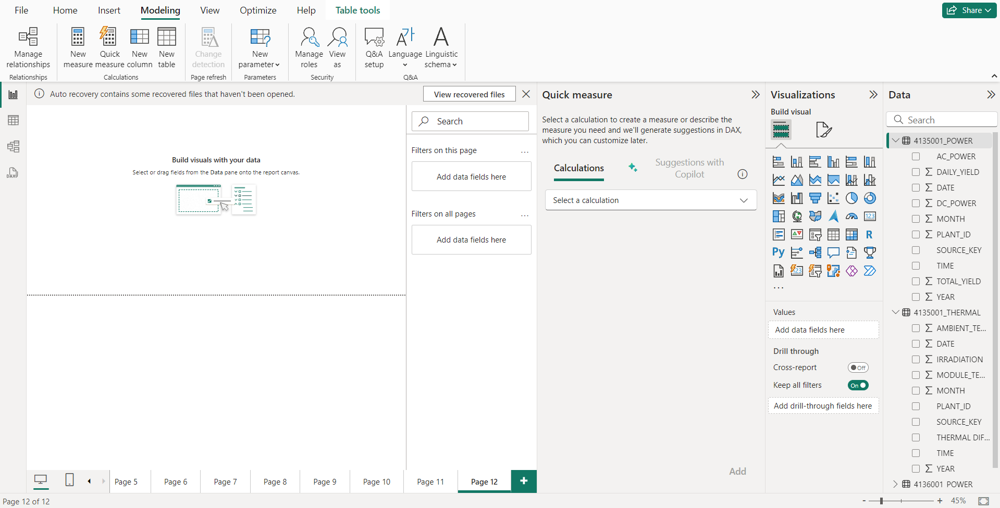 File
Home
Insert
Modeling
View
Optimize
Help
Table tools
Share
Manage
relationships
New
measure
Quick
measure
New
column
New
table
Change
detection
New
parameter
Manage
roles
View
as
Q&A
setup
Language
Linguistic
schema
Relationships
Calculations
Page refresh
Parameters
Security
Q&A
Auto recovery contains some recovered files that haven't been opened.
View recovered files
Build visuals with your data
Select or drag fields from the Data pane onto the report canvas.
DAX
Search
Filters on this page
...
Add data fields here
Filters on all pages
...
Add data fields here
Quick measure
Select a calculation to create a measure or describe the
measure you need and we'll generate suggestions in DAX,
which you can customize later.
Calculations
Suggestions with
Copilot
Select a calculation
Add
Visualizations
Build visual
123
R
Py
123
...
Values
Add data fields here
Drill through
Cross-report
Off
Keep all filters
On
Add drill-through fields here
Data
Search
4135001_POWER
AC_POWER
∑ DAILY_YIELD
∑ DATE
∑ DC_POWER
∑ MONTH
∑ PLANT_ID
SOURCE_KEY
TIME
∑ TOTAL_YIELD
∑ YEAR
4135001_THERMAL
∑ AMBIENT_TE...
∑ DATE
∑ IRRADIATION
∑ MODULE_TE...
∑ MONTH
PLANT_ID
SOURCE_KEY
THERMAL DIF...
TIME
∑ YEAR
4136001_POWER
Page 5
Page 6
Page 7
Page 8
Page 9
Page 10
Page 11
Page 12
+
Page 12 of 12
-
+
45%